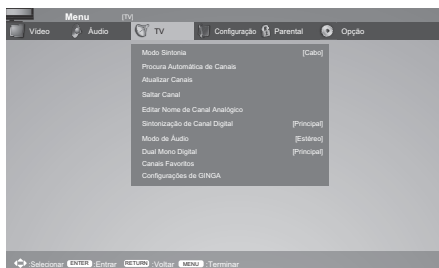 Menu [TV]
Vídeo Áudio TV Configuração Parental Opção
Modo Sintonia [Cabo]
Procura Automática de Canais
Atualizar Canais
Saltar Canal
Editar Nome de Canal Analógico
Sintonização de Canal Digital [Principal]
Modo de Áudio [Estéreo]
Dual Mono Digital [Principal]
Canais Favoritos
Configurações de GINGA
:Selecionar ENTER :Entrar RETURN :Voltar MENU :Terminar